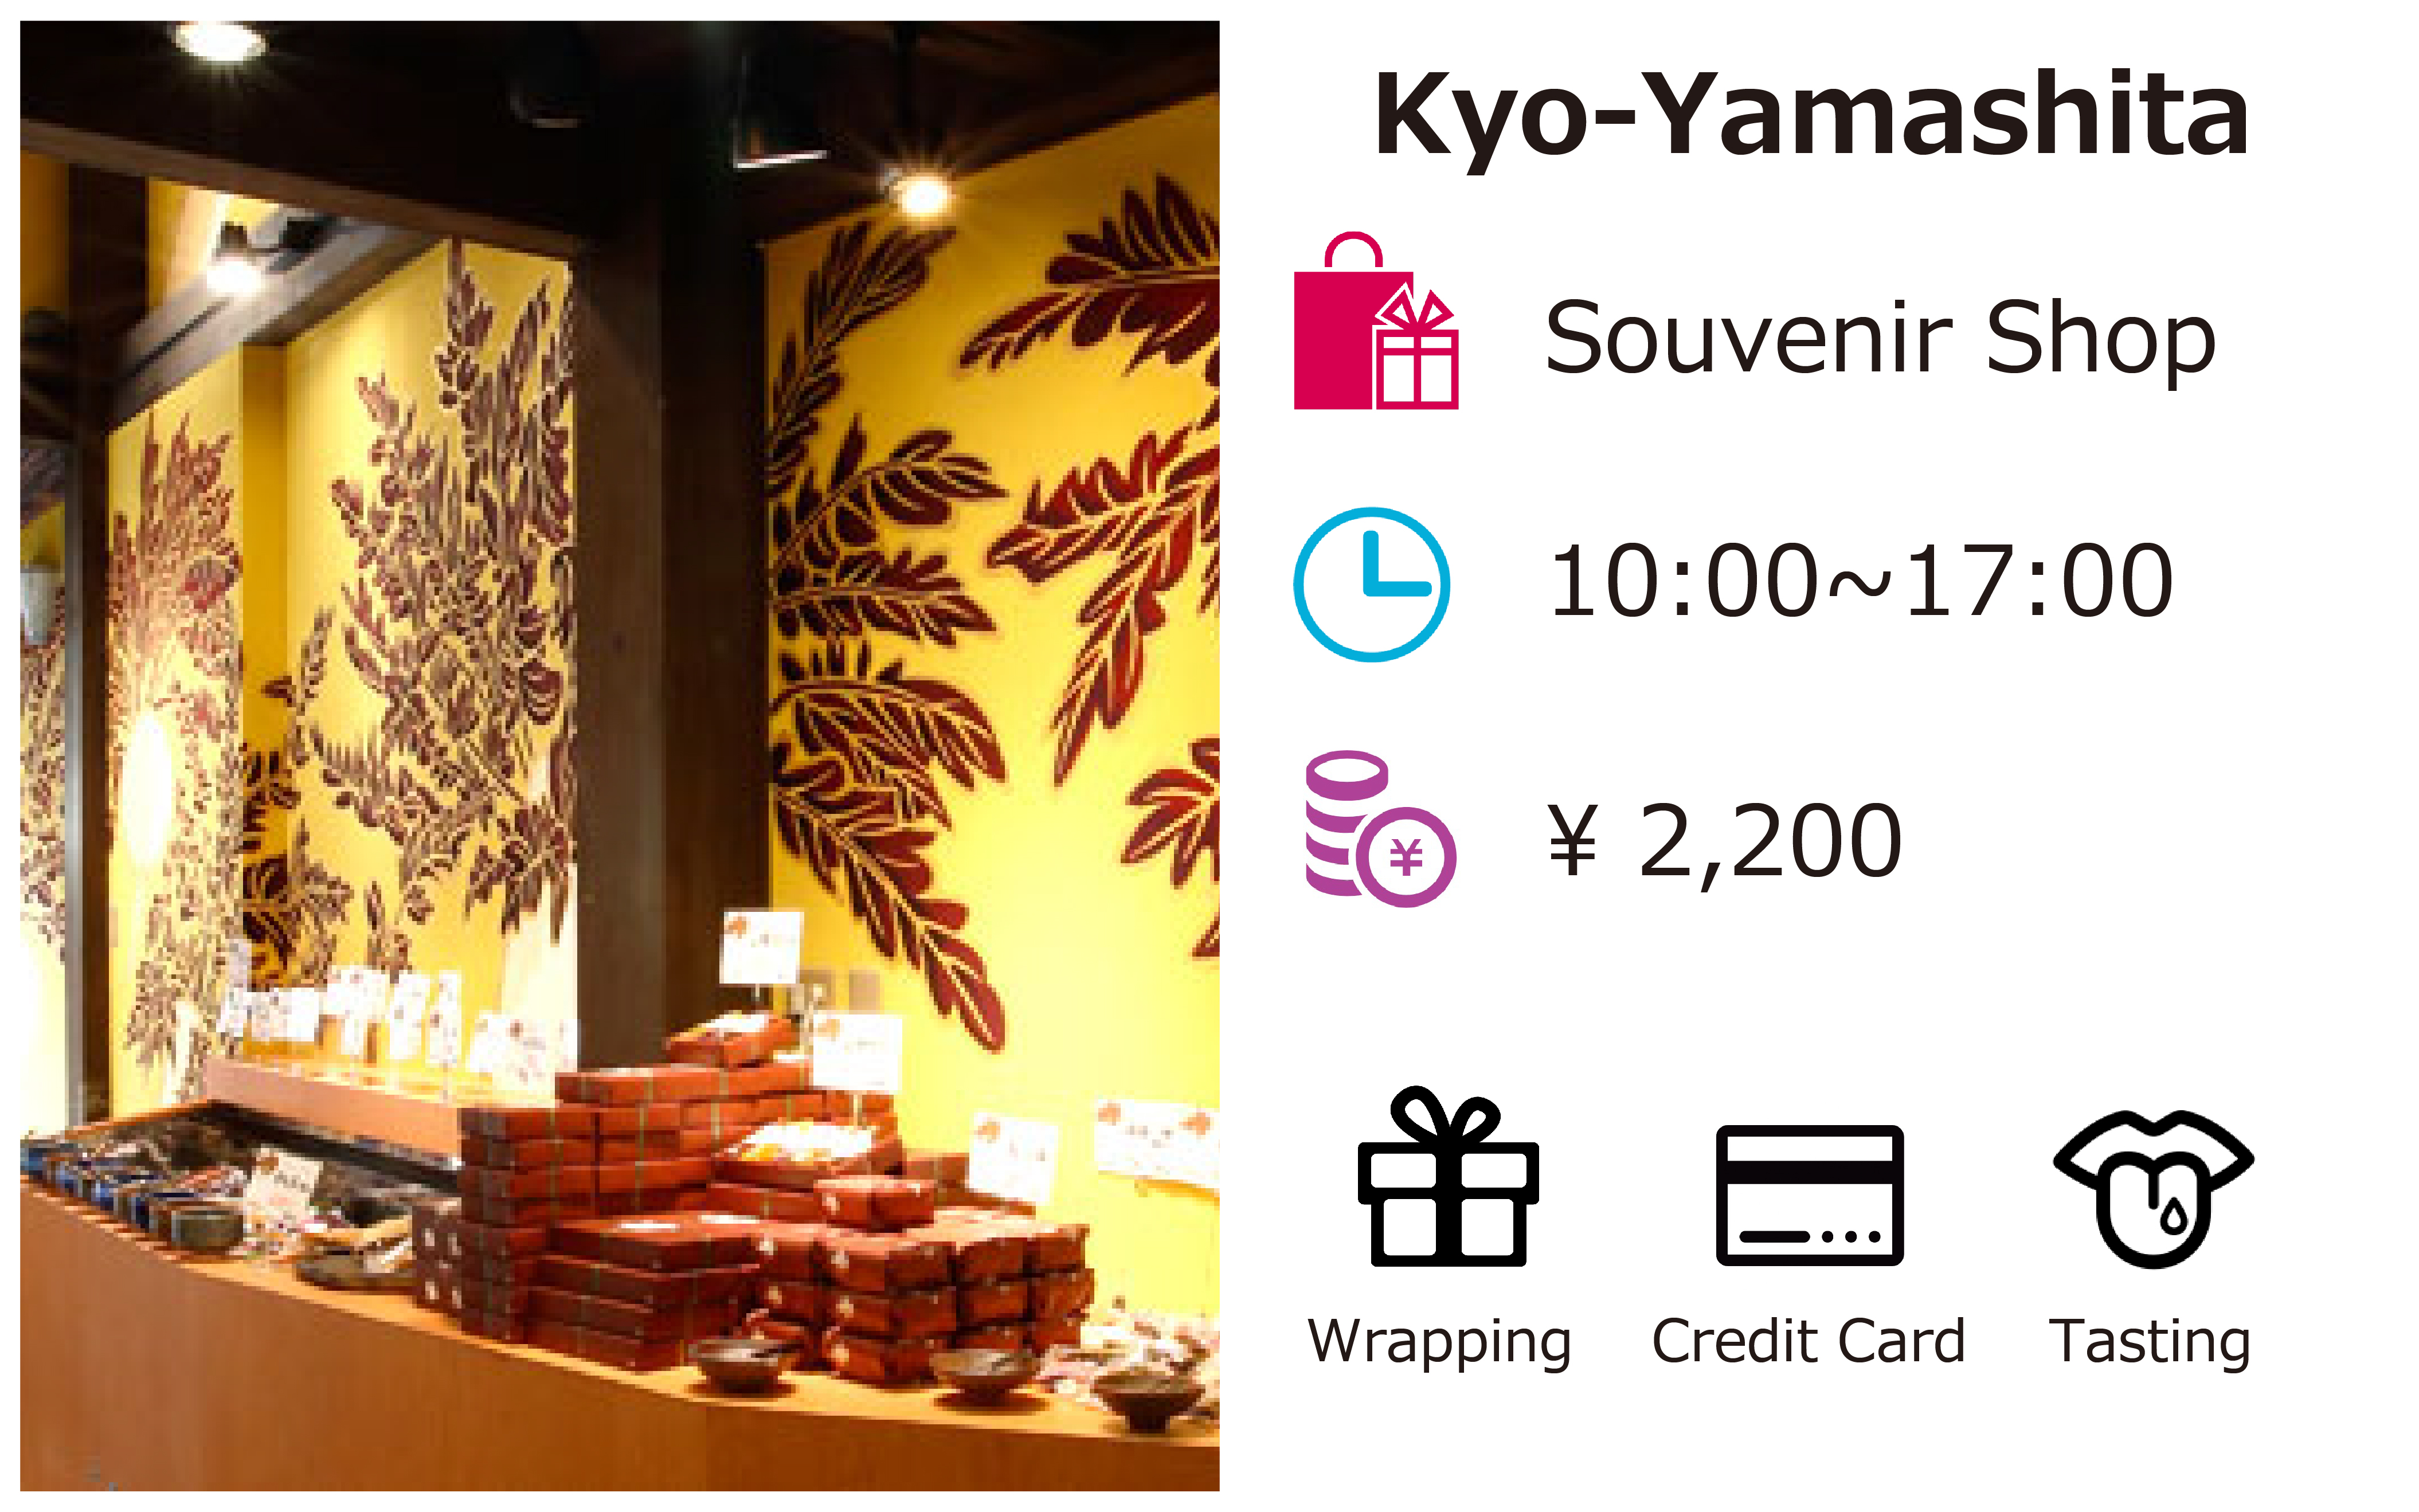 Kyo-Yamashita
Souvenir Shop
10:00~17:00
¥
¥ 2,200
Wrapping
Credit Card
Tasting